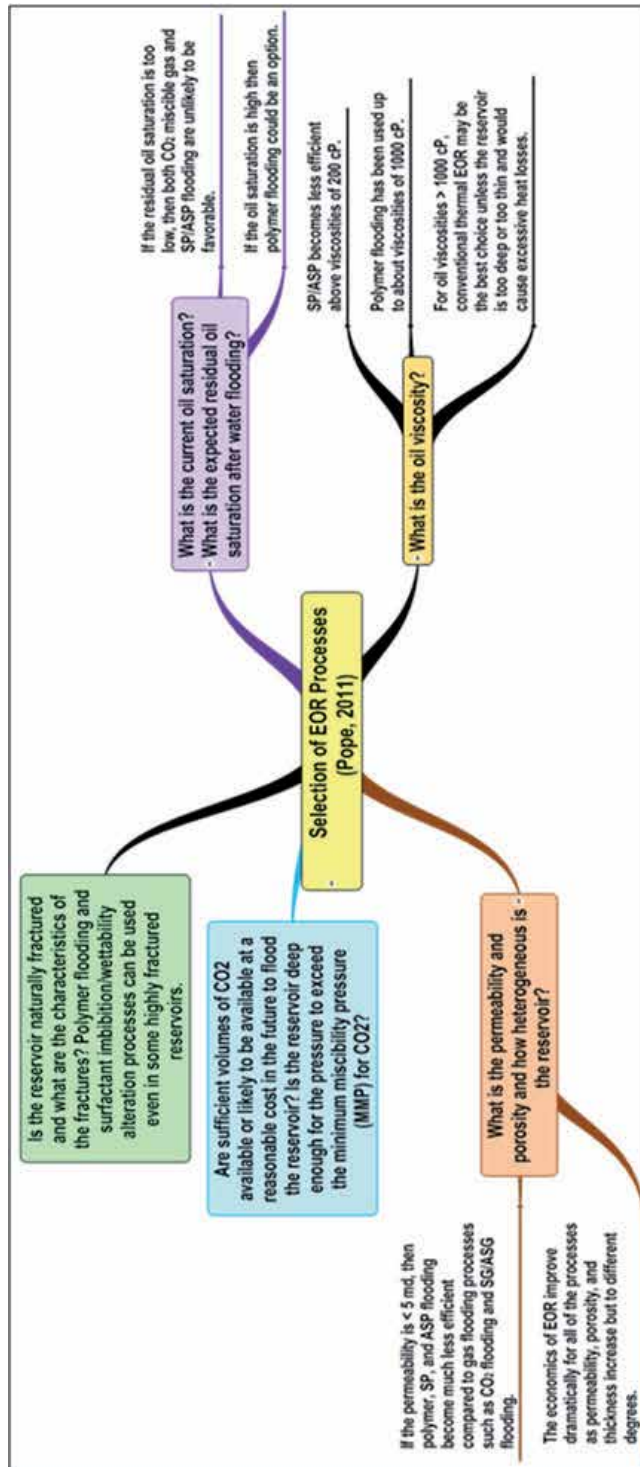 Selection of EOR Processes
(Pope, 2011)
Is the reservoir naturally fractured
and what are the characteristics of
the fractures? Polymer flooding and
surfactant imbibition/wettability
alteration processes can be used
even in some highly fractured
reservoirs.
Are sufficient volumes of CO2
available or likely to be available at a
reasonable cost in the future to flood
the reservoir? Is the reservoir deep
enough for the pressure to exceed
the minimum miscibility pressure
(MMP) for CO2?
What is the permeability and
porosity and how heterogeneous is
the reservoir?
If the permeability is < 5 md, then
polymer, SP, and ASP flooding
become much less efficient
compared to gas flooding processes
such as CO₂ flooding and SG/ASG
flooding.
The economics of EOR improve
dramatically for all of the processes
as permeability, porosity, and
thickness increase but to different
degrees.
What is the current oil saturation?
What is the expected residual oil
saturation after water flooding?
If the residual oil saturation is too
low, then both CO₂ miscible gas and
SP/ASP flooding are unlikely to be
favorable.
If the oil saturation is high then
polymer flooding could be an option.
What is the oil viscosity?
SP/ASP becomes less efficient
above viscosities of 200 cP.
Polymer flooding has been used up
to about viscosities of 1000 cP.
For oil viscosities > 1000 cP,
conventional thermal EOR may be
the best choice unless the reservoir
is too deep or too thin and would
cause excessive heat losses.